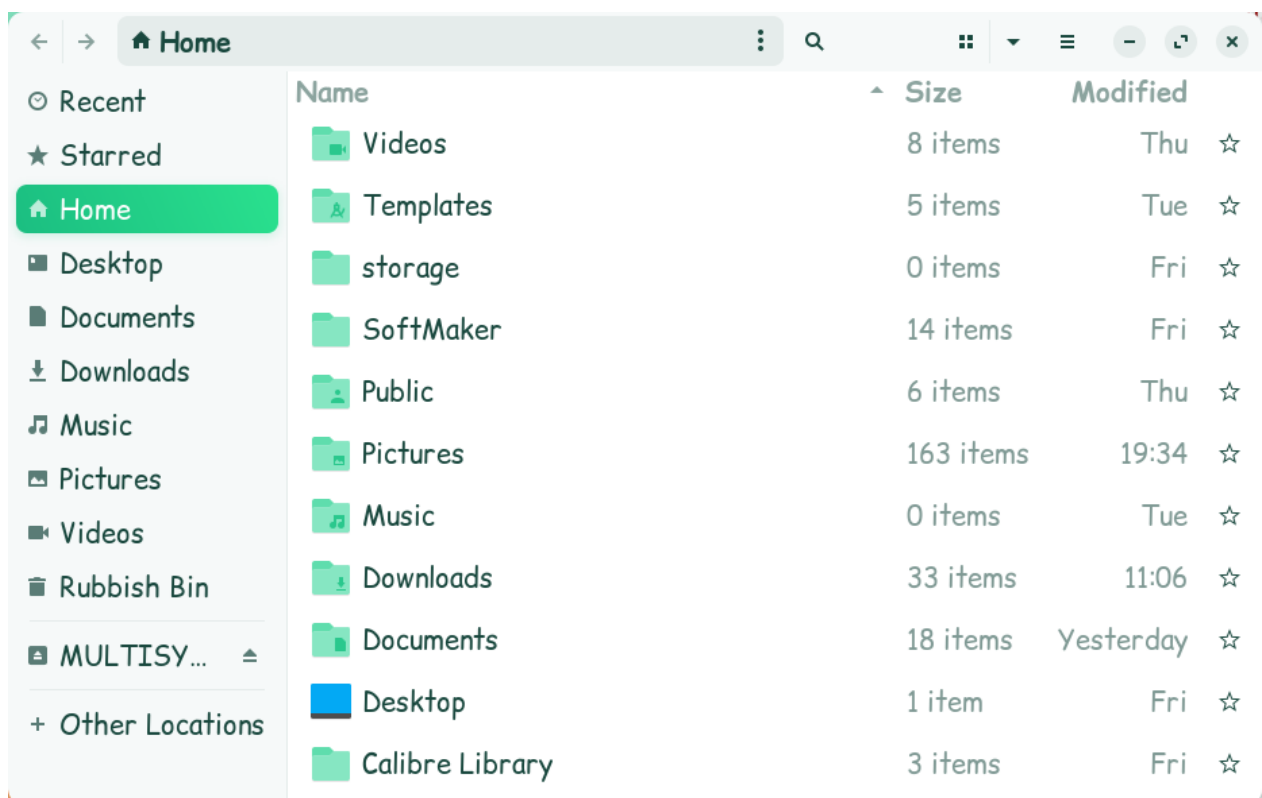 Home
Recent
Starred
Home
Desktop
Documents
Downloads
Music
Pictures
Videos
Rubbish Bin
MULTISY...
Other Locations
Name Size Modified
Videos 8 items Thu
Templates 5 items Tue
storage 0 items Fri
SoftMaker 14 items Fri
Public 6 items Thu
Pictures 163 items 19:34
Music 0 items Tue
Downloads 33 items 11:06
Documents 18 items Yesterday
Desktop 1 item Fri
Calibre Library 3 items Fri